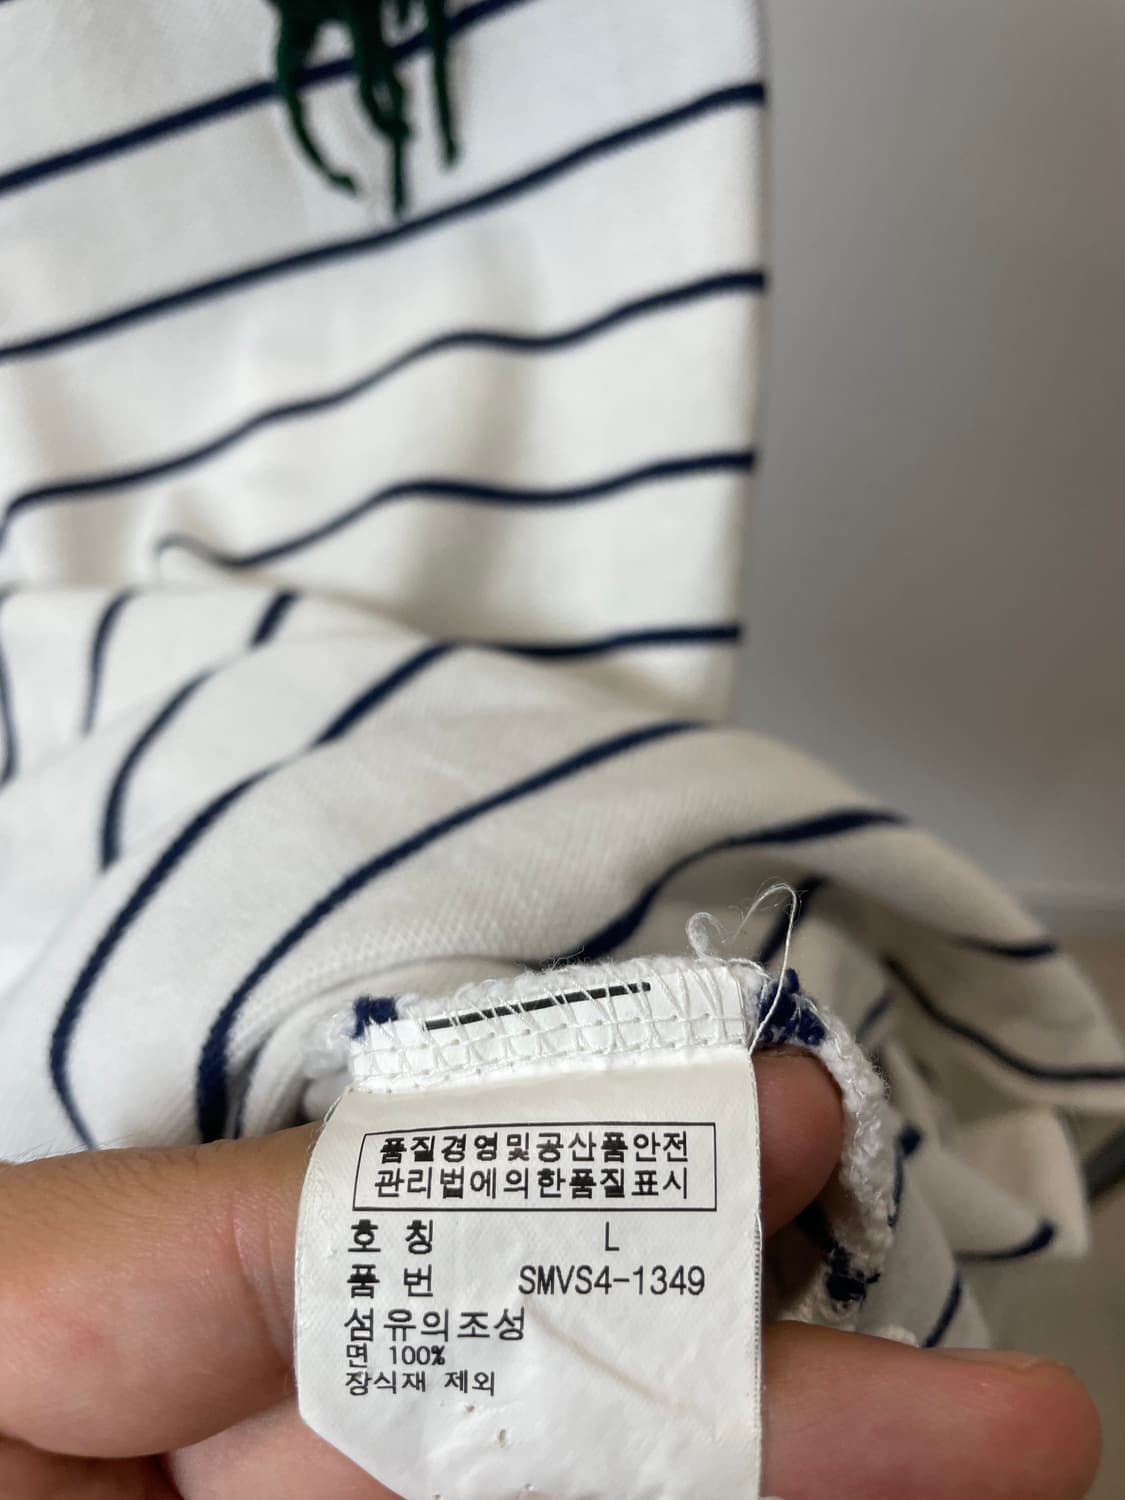 품질경영및공산품안전
관리법에의한품질표시
호 칭 L
품 번 SMVS4-1349
섬유의조성
면 100%
장식재 제외